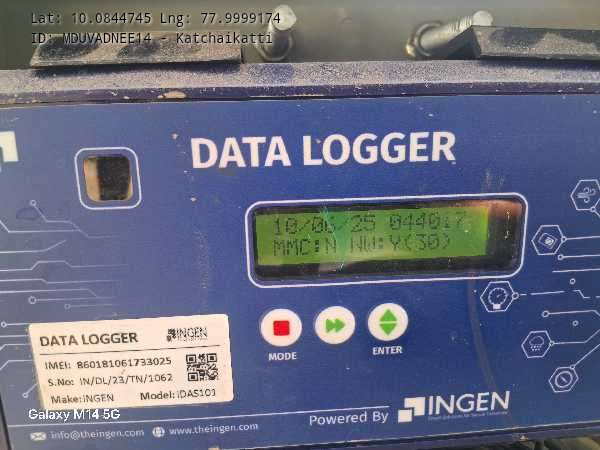 Lat: 10.0844745 Lng: 77.9999174
ID: MDUVADNEE14 - Katchaikatti
DATA LOGGER
10/06/25 044017
MMC:N NW:Y(30)
MODE
ENTER
DATA LOGGER
INGEN
IMEI: 860181061733025
S.No: IN/DL/23/TN/1062
Make: INGEN Model: iDAS101
Galaxy M14 5G
Powered By INGEN
info@theingen.com www.theingen.com